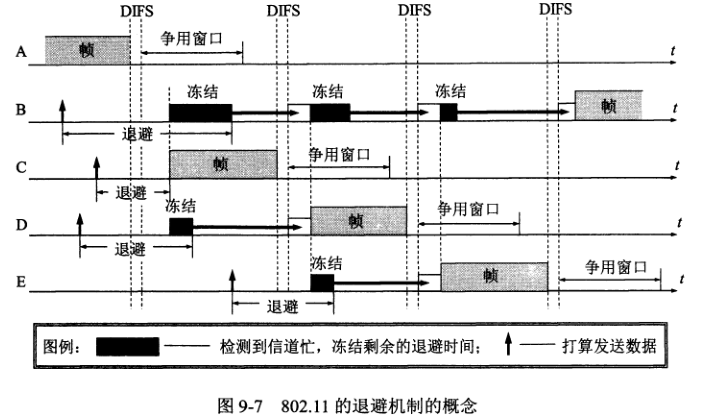 DIFS DIFS DIFS DIFS
A 帧 争用窗口 t
B 退避 冻结 冻结 冻结 帧 t
C 退避 帧 争用窗口 t
D 退避 冻结 帧 争用窗口 t
E 退避 冻结 帧 争用窗口 t
图例： 检测到信道忙，冻结剩余的退避时间； 打算发送数据
图 9-7 802.11 的退避机制的概念